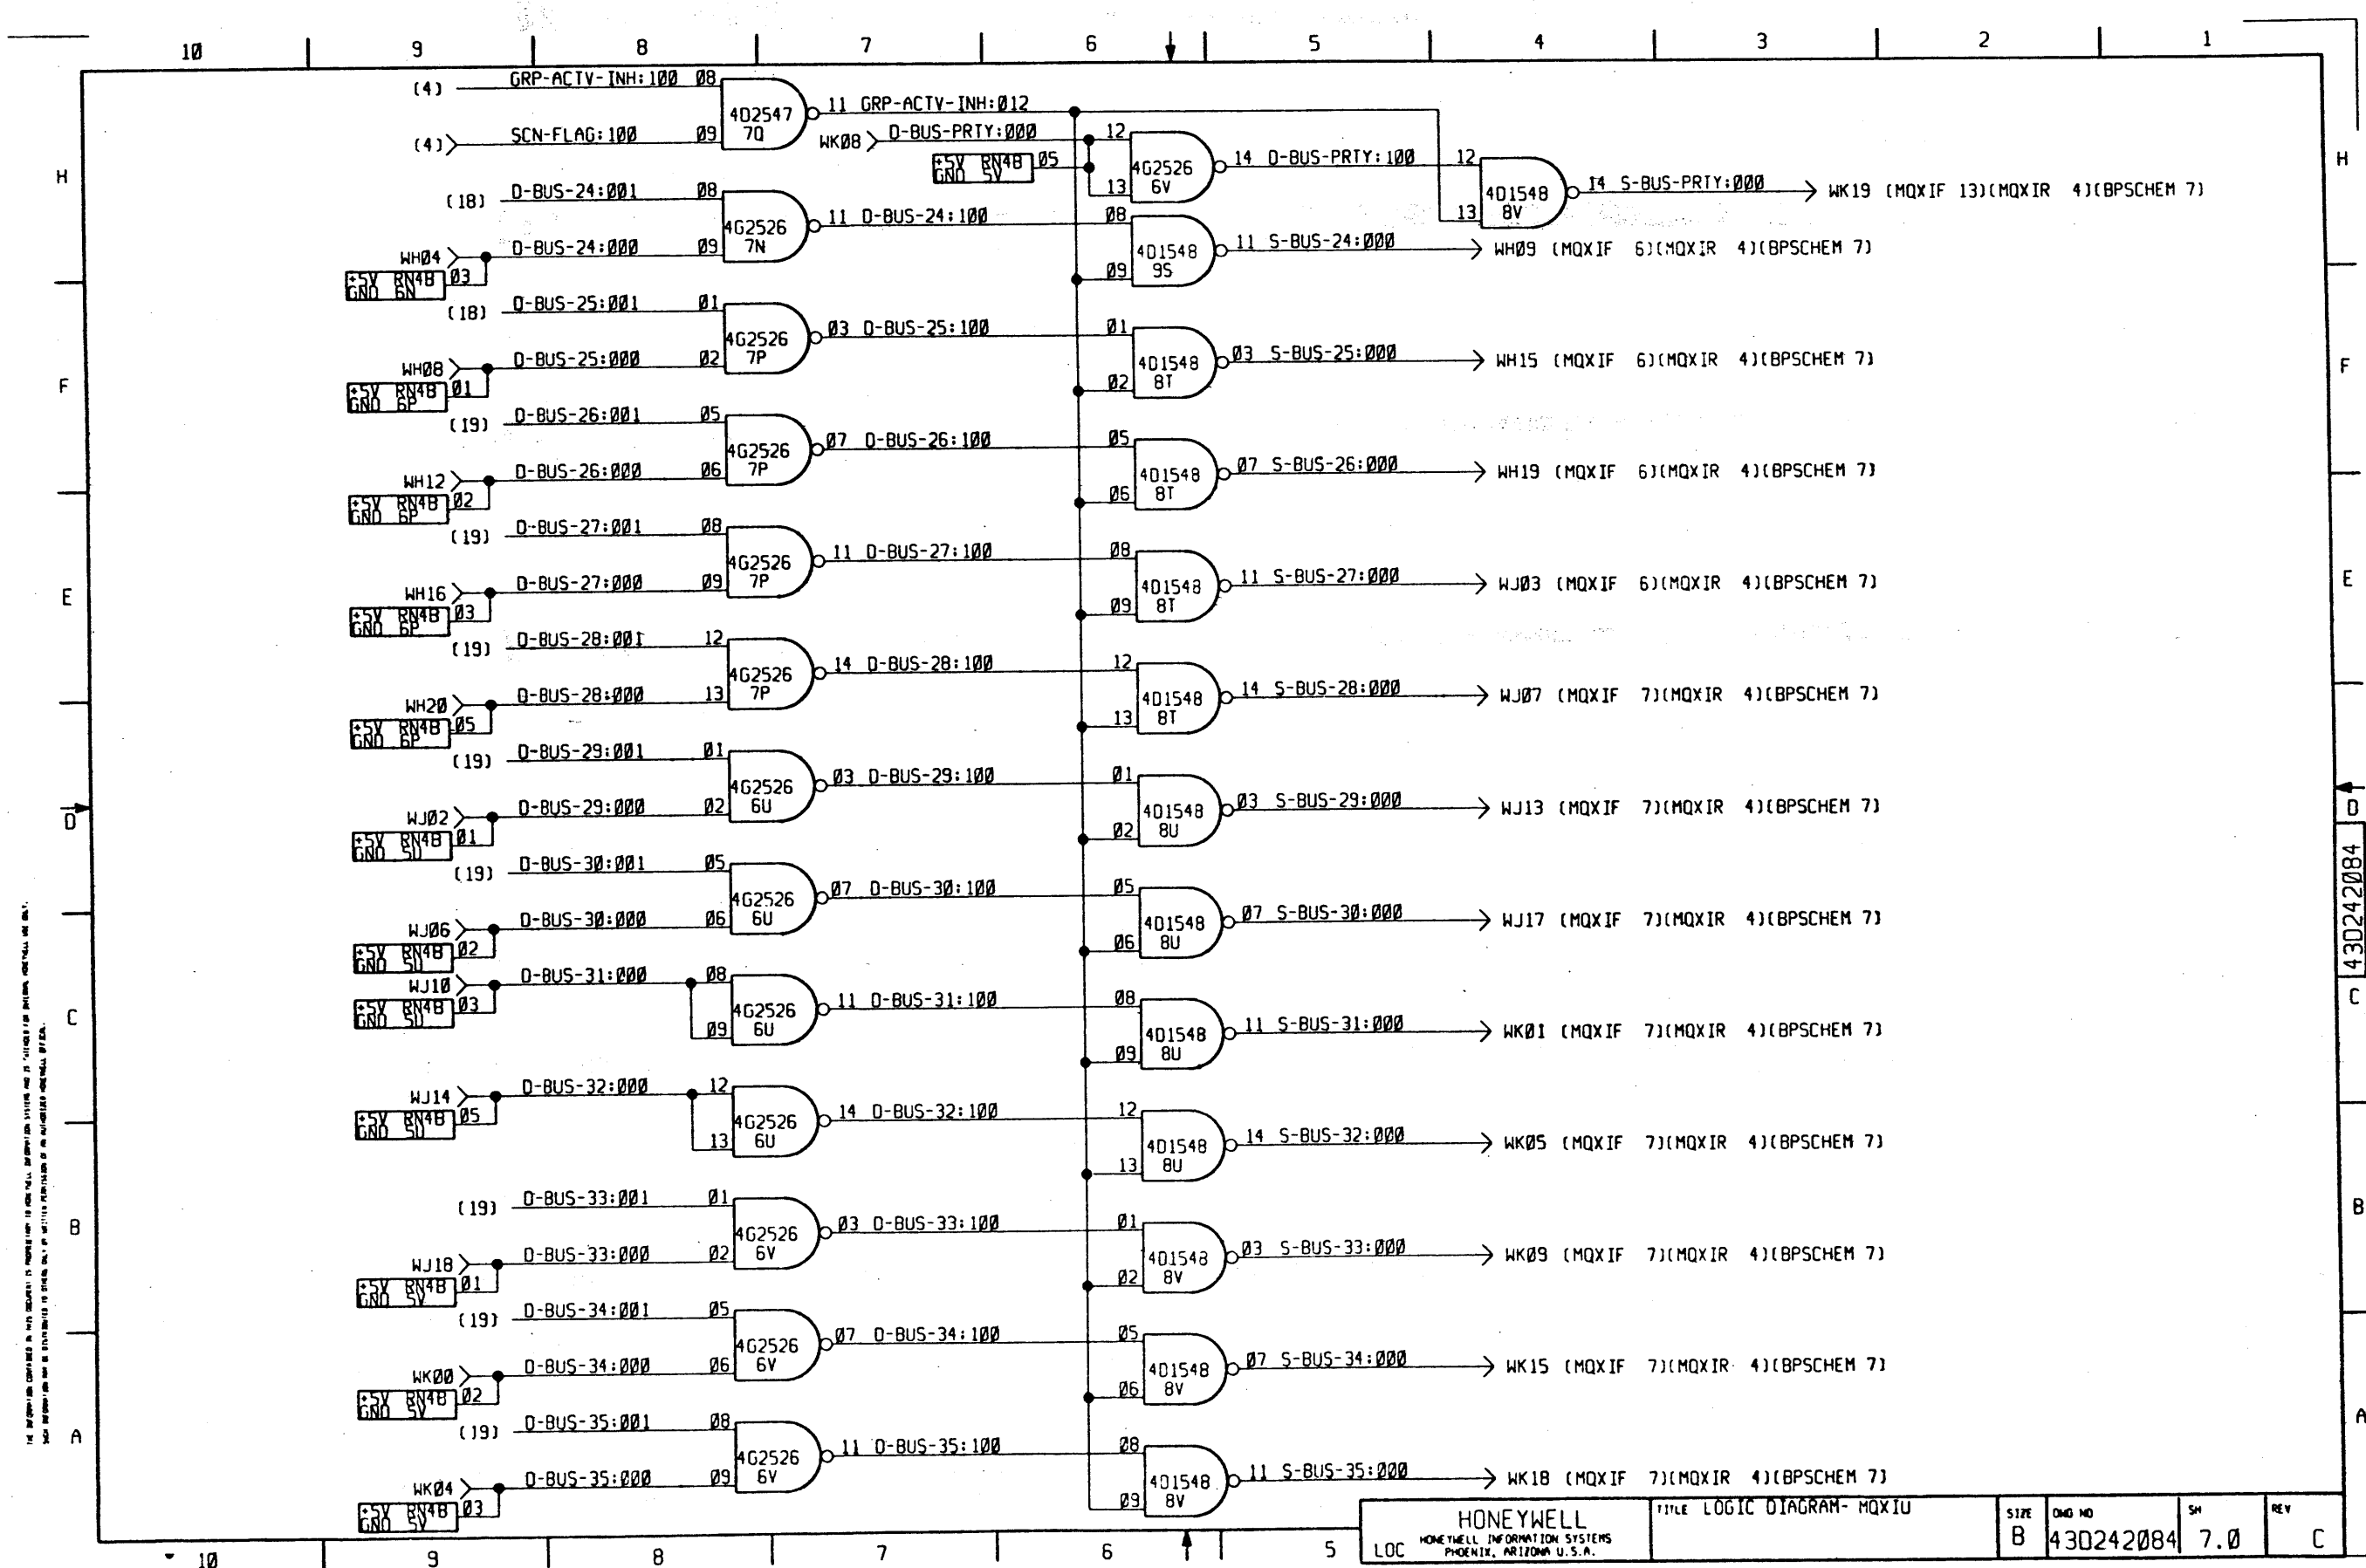 10 9 8 7 6 5 4 3 2 1
(4) GRP-ACTV-INH:100 08
4D2547
7Q
11 GRP-ACTV-INH:012
(4) SCN-FLAG:100 09
WK08 D-BUS-PRTY:000 12
+5V RN4B 05
GND 5V
13
4G2526
6V
14 D-BUS-PRTY:100 12
13
4D1548
8V
14 S-BUS-PRTY:000 WK19 (MQXIF 13)(MQXIR 4)(BPSCHEM 7)
H H
(18) D-BUS-24:001 08
WH04 D-BUS-24:000 09
+5V RN4B 03
GND 6N
4G2526
7N
11 D-BUS-24:100 08
09
4D1548
9S
11 S-BUS-24:000 WH09 (MQXIF 6)(MQXIR 4)(BPSCHEM 7)
(18) D-BUS-25:001 01
WH08 D-BUS-25:000 02
+5V RN4B 01
GND 6P
4G2526
7P
03 D-BUS-25:100 01
02
4D1548
8T
03 S-BUS-25:000 WH15 (MQXIF 6)(MQXIR 4)(BPSCHEM 7)
F F
(19) D-BUS-26:001 05
WH12 D-BUS-26:000 06
+5V RN4B 02
GND 6P
4G2526
7P
07 D-BUS-26:100 05
06
4D1548
8T
07 S-BUS-26:000 WH19 (MQXIF 6)(MQXIR 4)(BPSCHEM 7)
(19) D-BUS-27:001 08
WH16 D-BUS-27:000 09
+5V RN4B 03
GND 6P
4G2526
7P
11 D-BUS-27:100 08
09
4D1548
8T
11 S-BUS-27:000 WJ03 (MQXIF 6)(MQXIR 4)(BPSCHEM 7)
E E
(19) D-BUS-28:001 12
WH20 D-BUS-28:000 13
+5V RN4B 05
GND 6P
4G2526
7P
14 D-BUS-28:100 12
13
4D1548
8T
14 S-BUS-28:000 WJ07 (MQXIF 7)(MQXIR 4)(BPSCHEM 7)
(19) D-BUS-29:001 01
WJ02 D-BUS-29:000 02
+5V RN4B 01
GND 5U
4G2526
6U
03 D-BUS-29:100 01
02
4D1548
8U
03 S-BUS-29:000 WJ13 (MQXIF 7)(MQXIR 4)(BPSCHEM 7)
D D
43D242084
(19) D-BUS-30:001 05
WJ06 D-BUS-30:000 06
+5V RN4B 02
GND 5U
4G2526
6U
07 D-BUS-30:100 05
06
4D1548
8U
07 S-BUS-30:000 WJ17 (MQXIF 7)(MQXIR 4)(BPSCHEM 7)
WJ10 D-BUS-31:000 08
+5V RN4B 03
GND 5U
09
4G2526
6U
11 D-BUS-31:100 08
09
4D1548
8U
11 S-BUS-31:000 WK01 (MQXIF 7)(MQXIR 4)(BPSCHEM 7)
C C
WJ14 D-BUS-32:000 12
+5V RN4B 05
GND 5U
13
4G2526
6U
14 D-BUS-32:100 12
13
4D1548
8U
14 S-BUS-32:000 WK05 (MQXIF 7)(MQXIR 4)(BPSCHEM 7)
(19) D-BUS-33:001 01
WJ18 D-BUS-33:000 02
+5V RN4B 01
GND 5V
4G2526
6V
03 D-BUS-33:100 01
02
4D1548
8V
03 S-BUS-33:000 WK09 (MQXIF 7)(MQXIR 4)(BPSCHEM 7)
B B
(19) D-BUS-34:001 05
WK00 D-BUS-34:000 06
+5V RN4B 02
GND 5V
4G2526
6V
07 D-BUS-34:100 05
06
4D1548
8V
07 S-BUS-34:000 WK15 (MQXIF 7)(MQXIR 4)(BPSCHEM 7)
(19) D-BUS-35:001 08
WK04 D-BUS-35:000 09
+5V RN4B 03
GND 5V
4G2526
6V
11 D-BUS-35:100 08
09
4D1548
8V
11 S-BUS-35:000 WK18 (MQXIF 7)(MQXIR 4)(BPSCHEM 7)
A A
10 9 8 7 6 5
LOC HONEYWELL
HONEYWELL INFORMATION SYSTEMS
PHOENIX, ARIZONA U.S.A.
TITLE LOGIC DIAGRAM- MQXIU
SIZE
B
DWG NO
43D242084
SH
7.0
REV
C